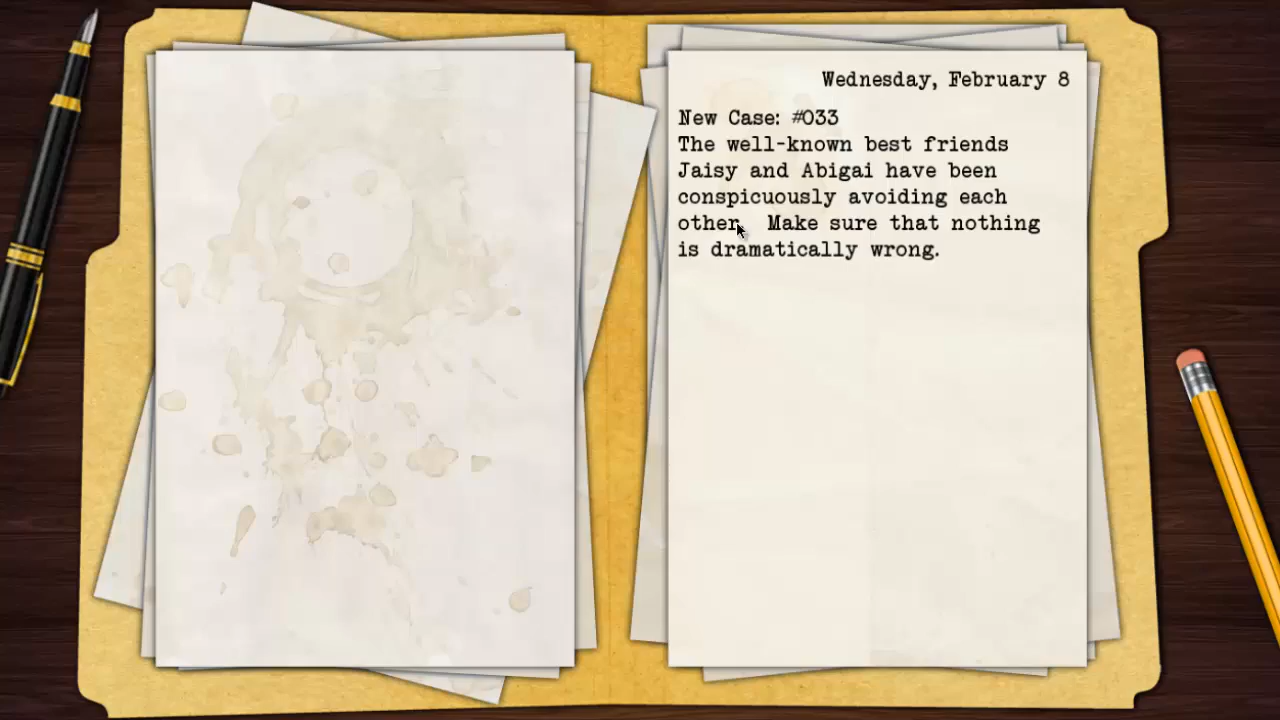 Wednesday, February 8
New Case: #033
The well-known best friends
Jaisy and Abigai have been
conspicuously avoiding each
other.  Make sure that nothing
is dramatically wrong.